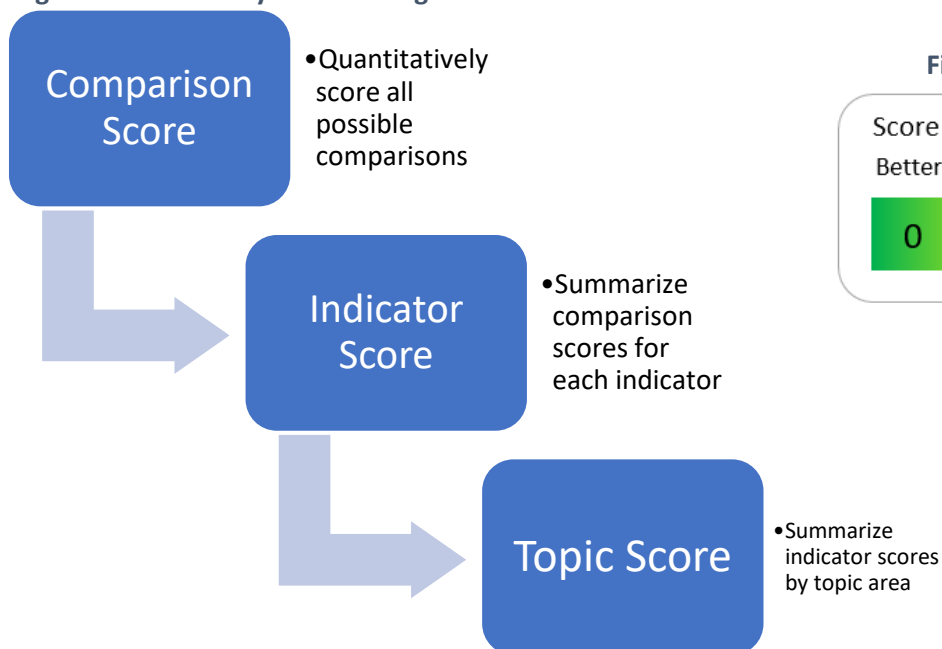 Comparison
Score
•Quantitatively
score all
possible
comparisons
Score
Better
0
Indicator
Score
•Summarize
comparison
scores for
each indicator
Topic Score
•Summarize
indicator scores
by topic area